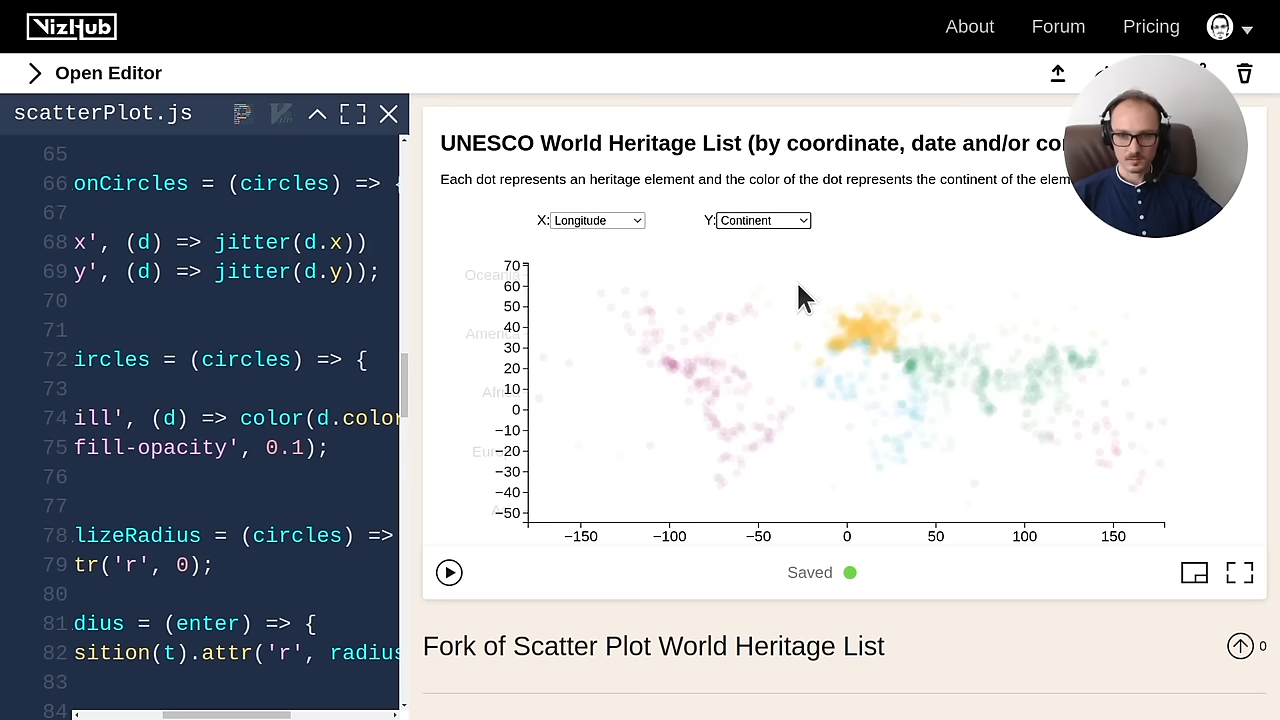 VizHub
About
Forum
Pricing
Open Editor
scatterPlot.js
65
66 onCircles = (circles) => {
67
68 x', (d) => jitter(d.x))
69 y', (d) => jitter(d.y));
70
71
72 ircles = (circles) => {
73
74 ill', (d) => color(d.color
75 fill-opacity', 0.1);
76
77
78 lizeRadius = (circles) =>
79 tr('r', 0);
80
81 dius = (enter) => {
82 sition(t).attr('r', radius
83
84
UNESCO World Heritage List (by coordinate, date and/or co
Each dot represents an heritage element and the color of the dot represents the continent of the elem
X: Longitude
Y: Continent
70
Oceania
60
50
America
40
30
20
10
0
−10
−20
−30
−40
−50
−150
−100
−50
0
50
100
150
Saved
Fork of Scatter Plot World Heritage List
0